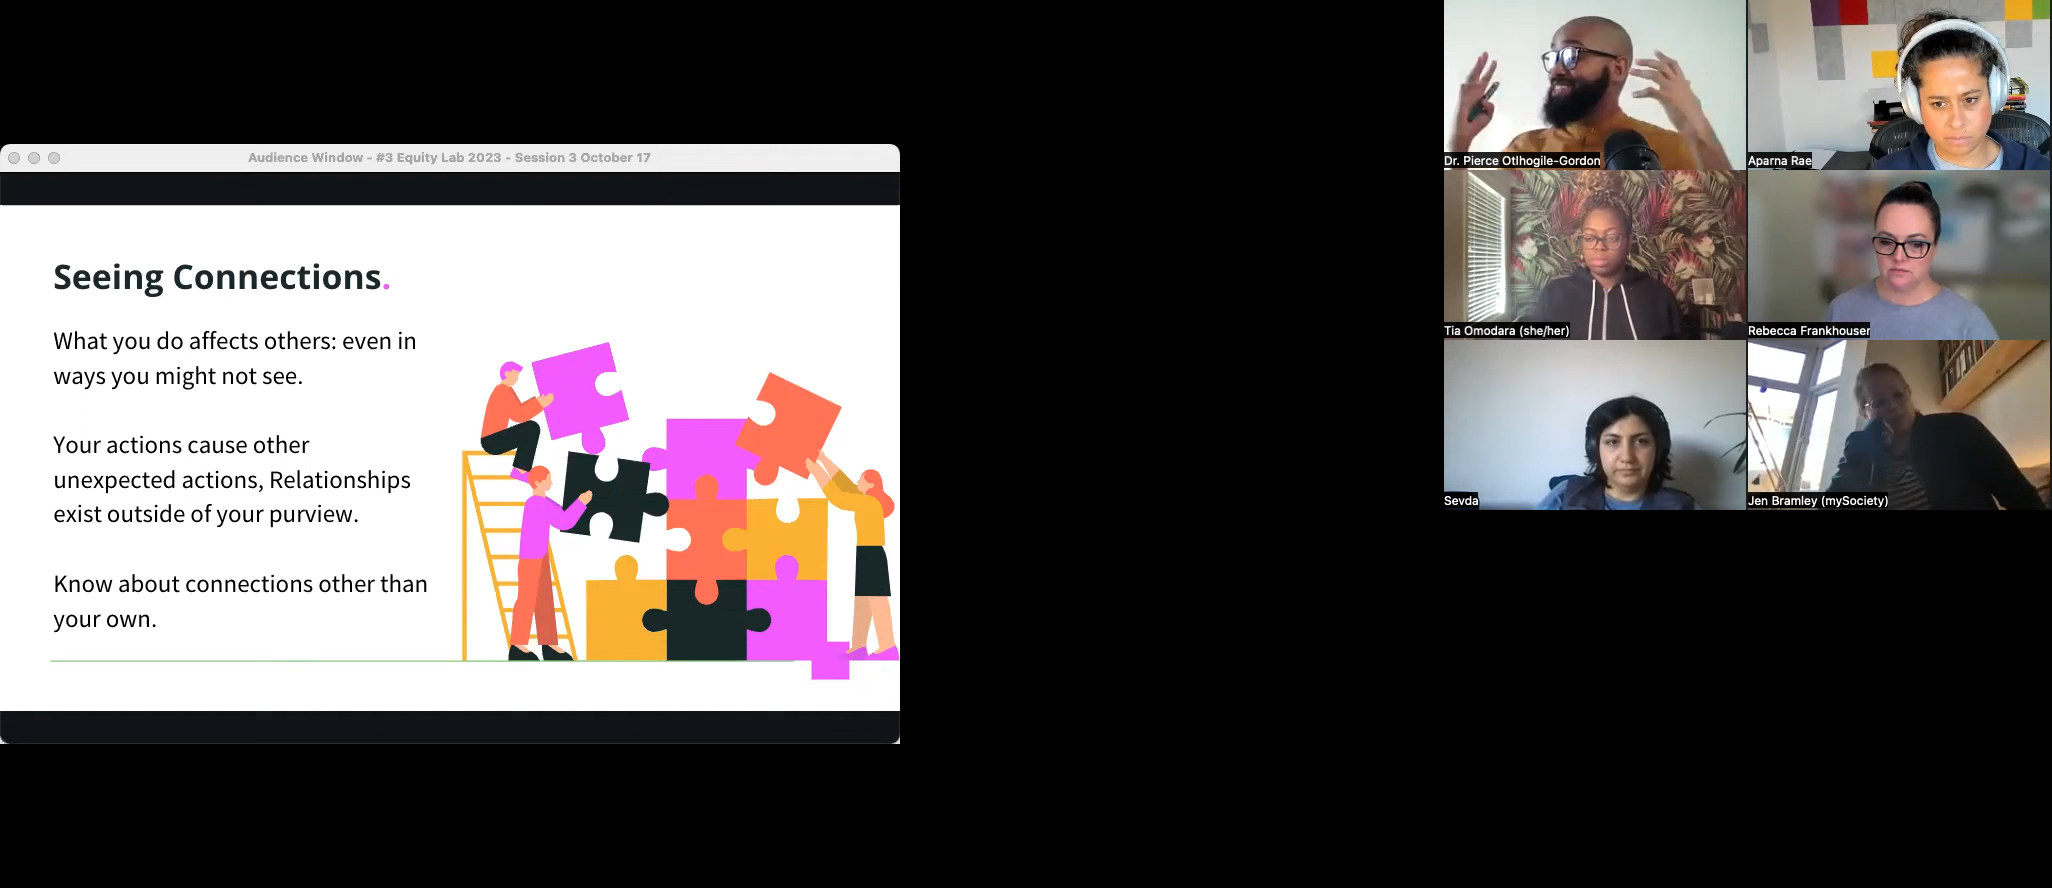 Audience Window - #3 Equity Lab 2023 - Session 3 October 17
Seeing Connections.
What you do affects others: even in
ways you might not see.
Your actions cause other
unexpected actions, Relationships
exist outside of your purview.
Know about connections other than
your own.
Dr. Pierce Otlhogile-Gordon
Aparna Rae
Tia Omodara (she/her)
Rebecca Frankhouser
Sevda
Jen Bramley (mySociety)